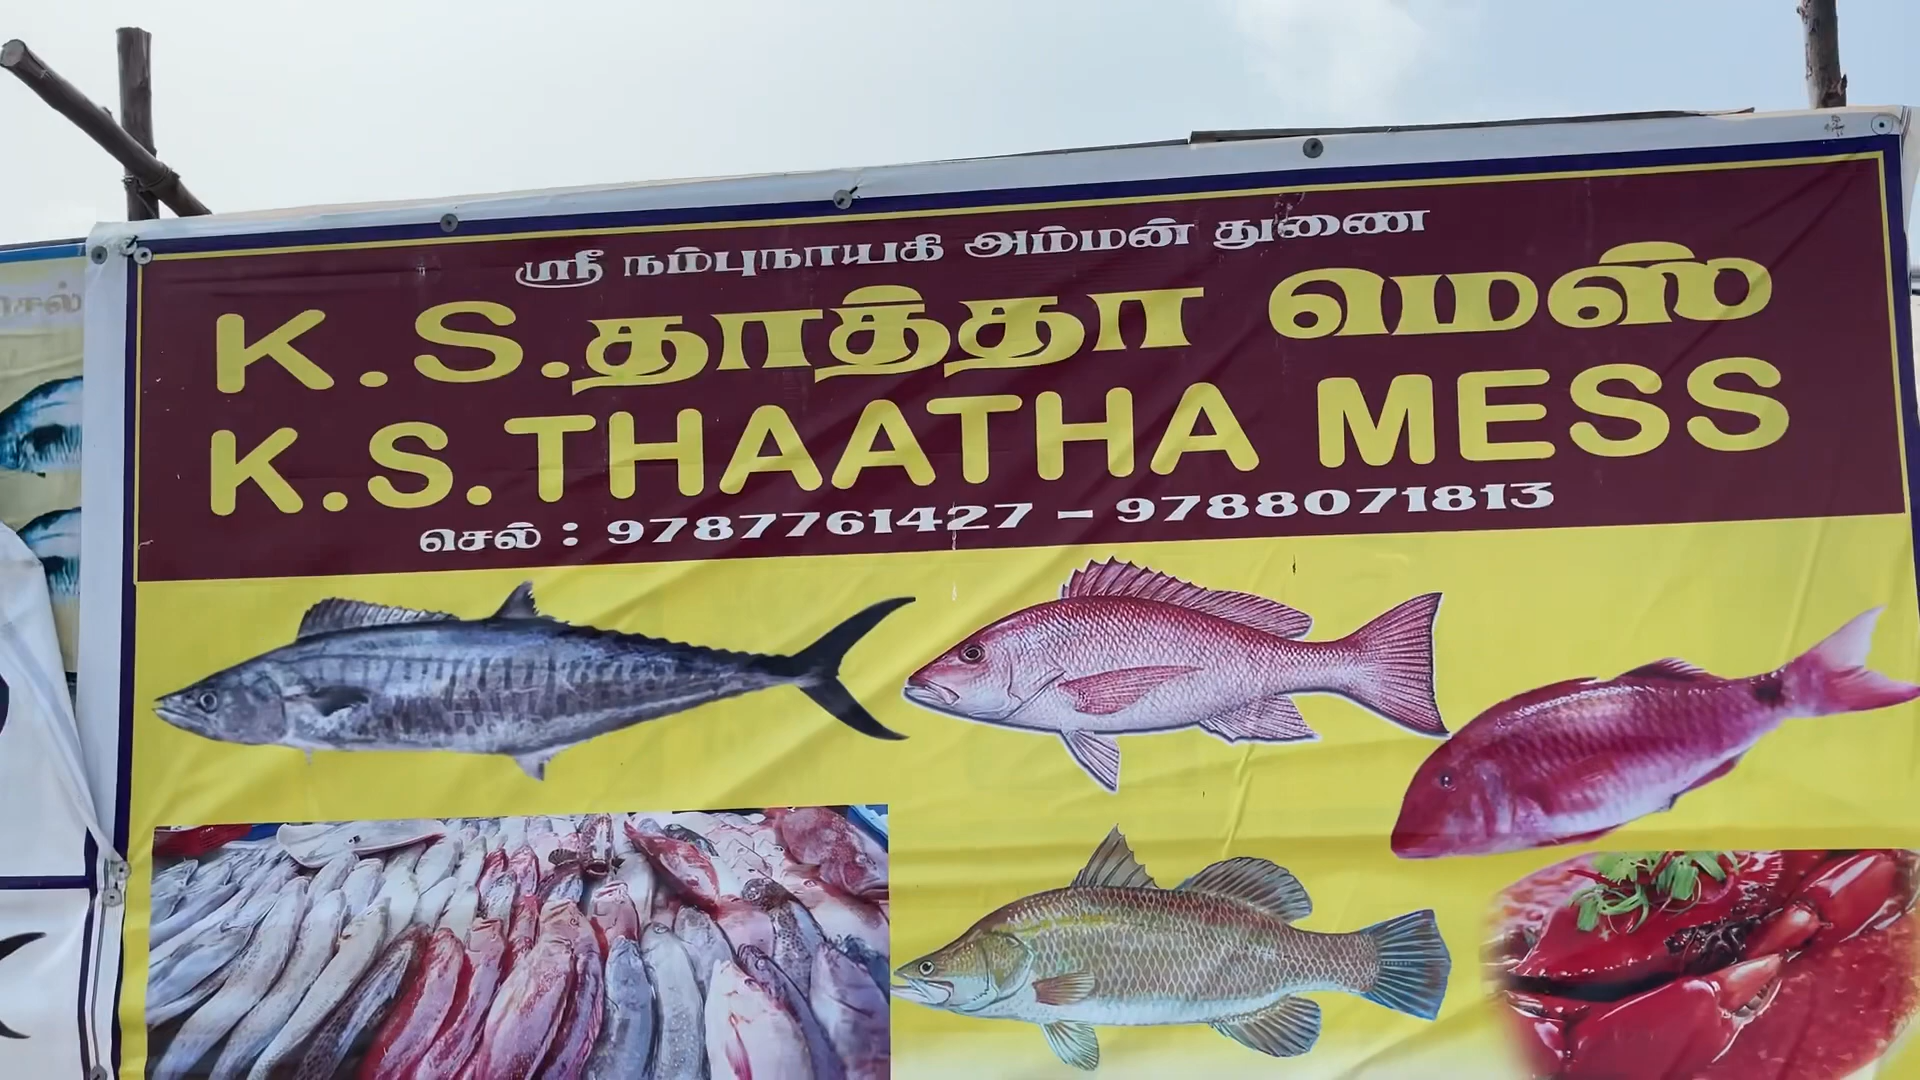 ஸ்ரீ நம்புநாயகி அம்மன் துணை
K.S.தாத்தா மெஸ்
K.S.THAATHA MESS
செல் : 9787761427 – 9788071813
செல்